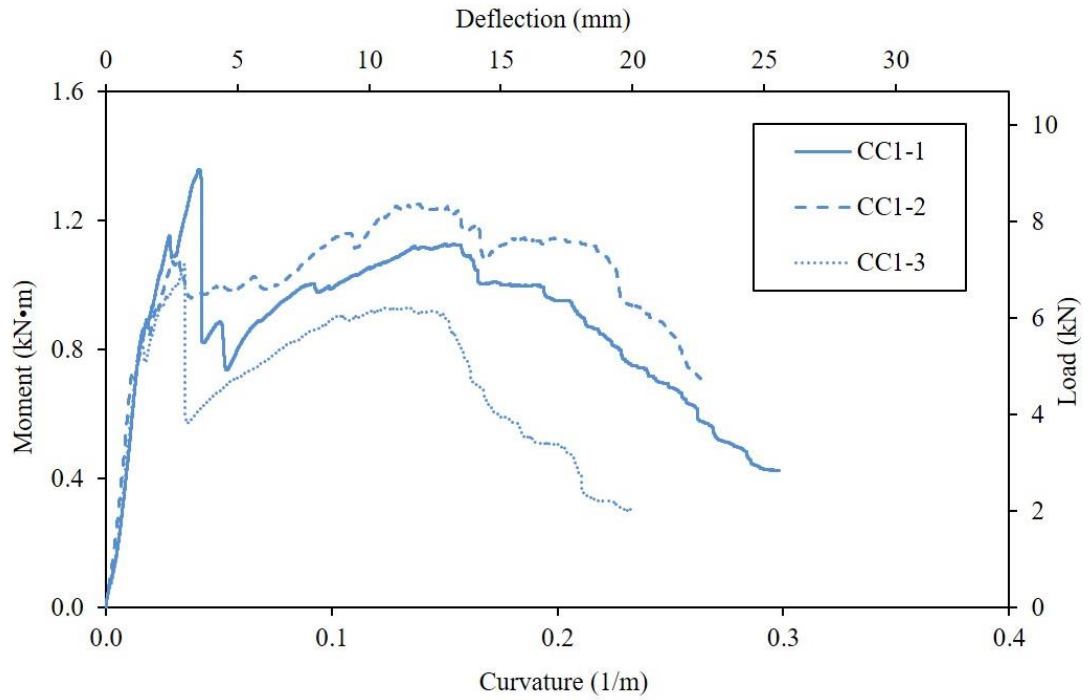 Deflection (mm)
0 5 10 15 20 25 30
1.6
1.2
0.8
0.4
0.0
Moment (kN•m)
CC1-1
CC1-2
CC1-3
10
8
6
4
2
0
Load (kN)
0.0 0.1 0.2 0.3 0.4
Curvature (1/m)